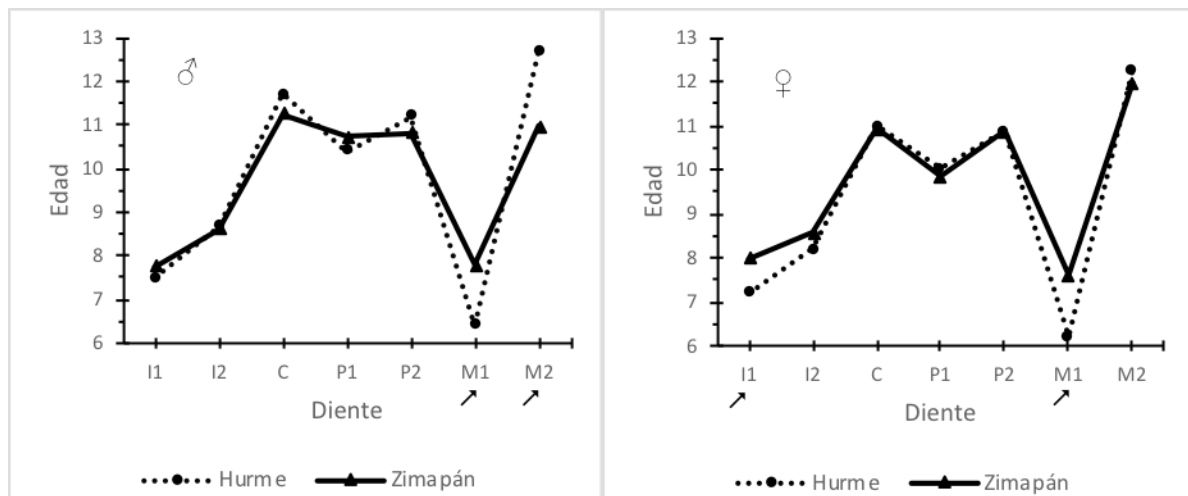 ♂
Edad
13
12
11
10
9
8
7
6
I1 I2 C P1 P2 M1 M2
↗ ↗
Diente
Hurme Zimapán
♀
Edad
13
12
11
10
9
8
7
6
I1 I2 C P1 P2 M1 M2
↗ ↗
Diente
Hurme Zimapán